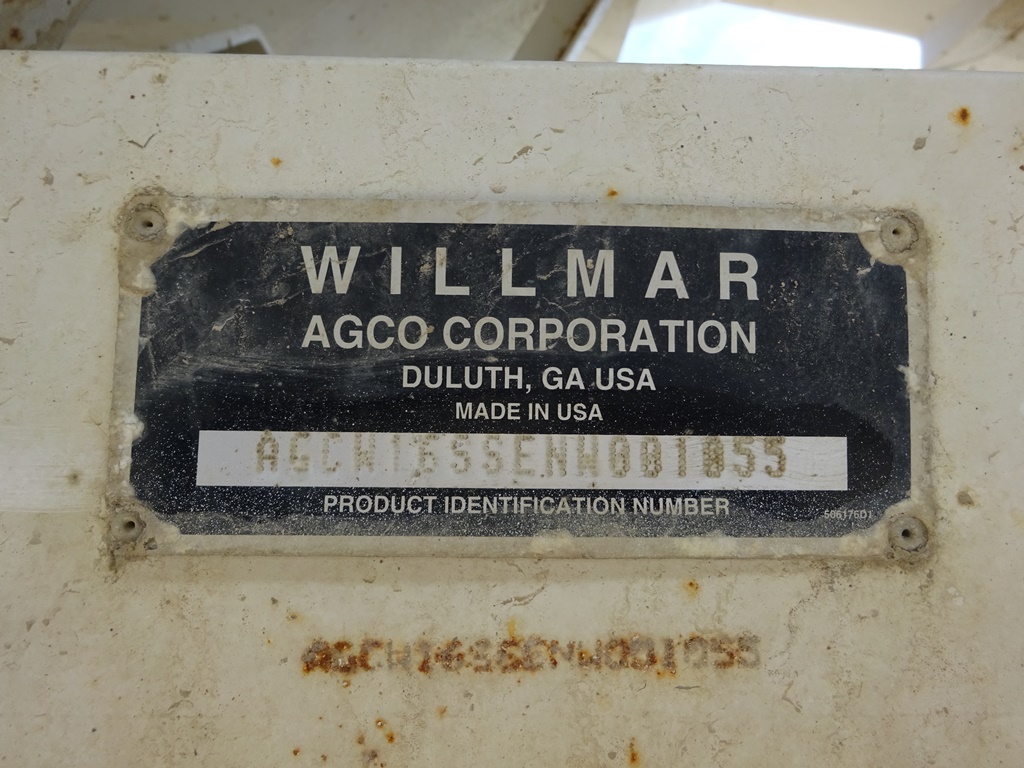 WILLMAR
AGCO CORPORATION
DULUTH, GA USA
MADE IN USA
PRODUCT IDENTIFICATION NUMBER